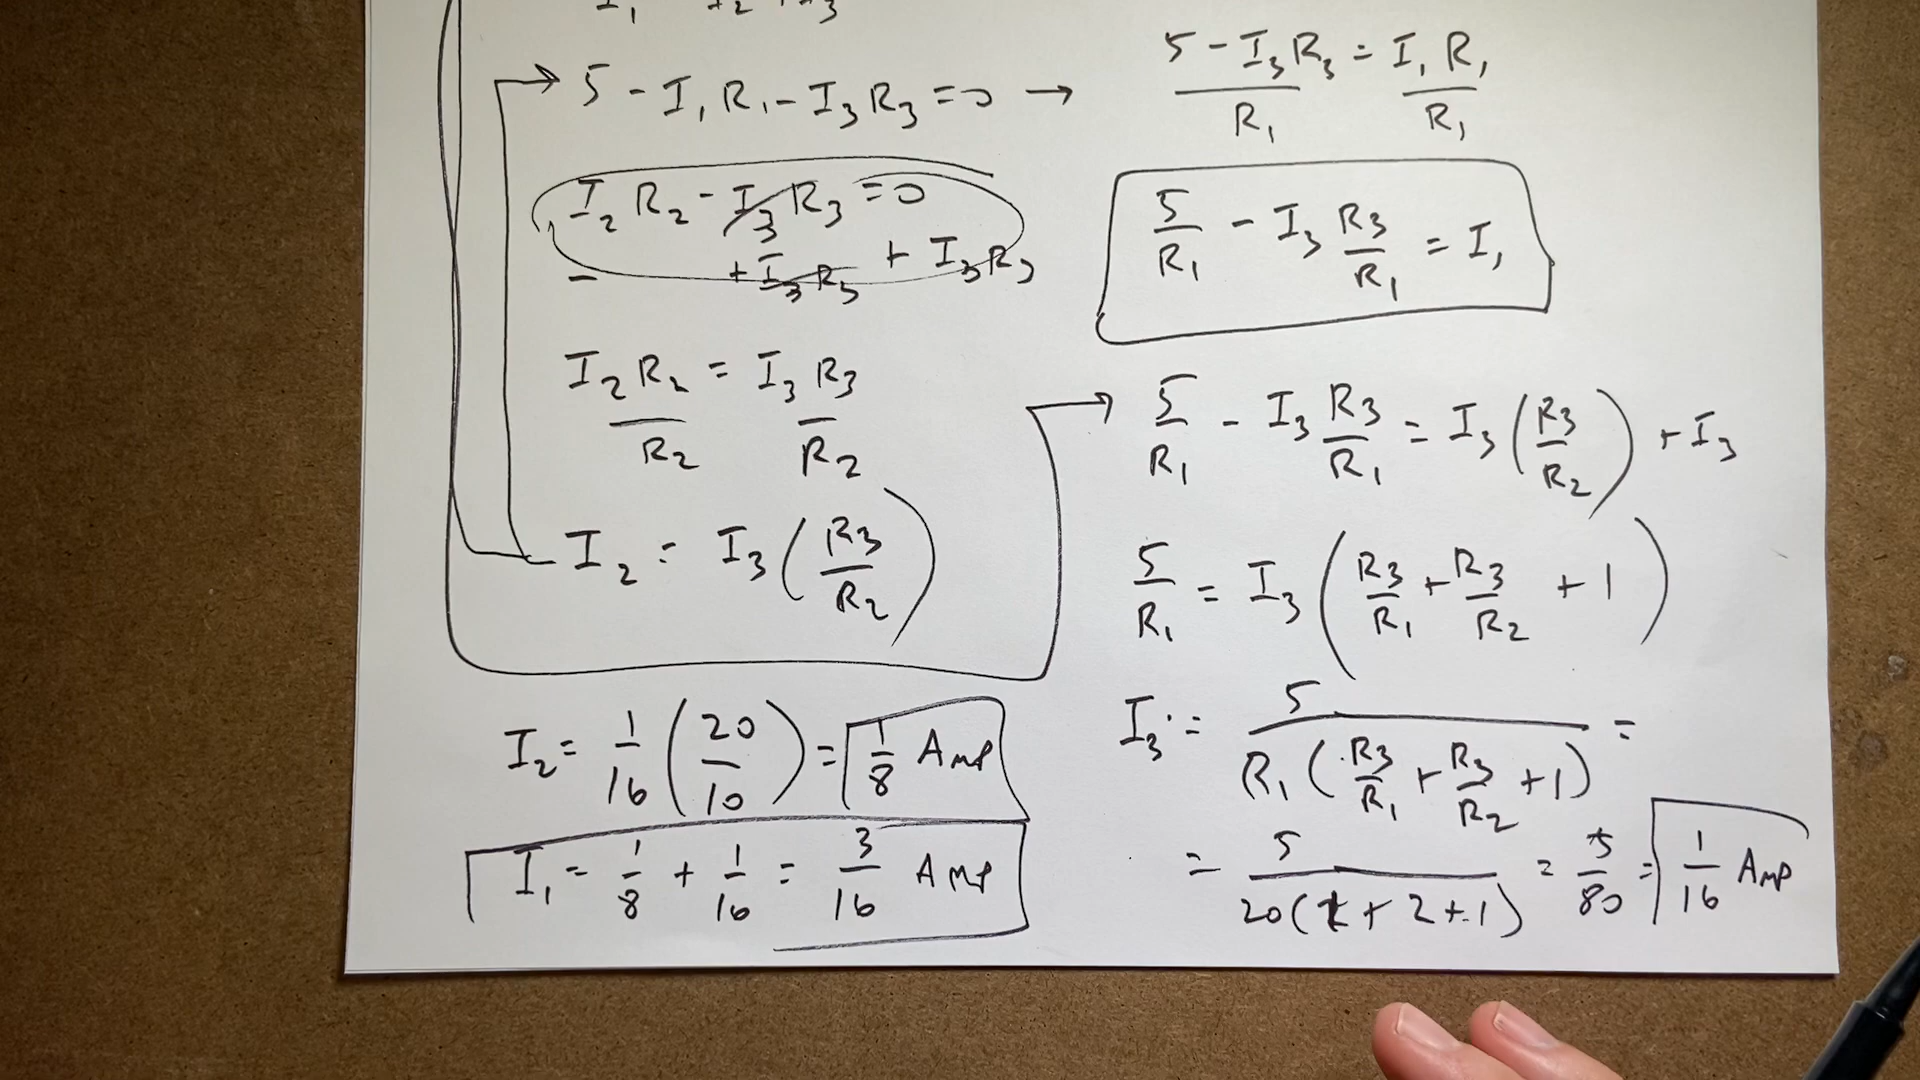 I₁ = I₂ + I₃
5 - I₁R₁ - I₃R₃ = 0 →
I₂R₂ - I₃R₃ = 0
+I₃R₃ + I₃R₃
I₂R₂ = I₃R₃
R₂ R₂
I₂ = I₃(R₃/R₂)
I₂ = 1/16 (20/10) = 1/8 Amp
I₁ = 1/8 + 1/16 = 3/16 Amp
5 - I₃R₃ = I₁R₁
R₁ R₁
5/R₁ - I₃ R₃/R₁ = I₁
5/R₁ - I₃ R₃/R₁ = I₃(R₃/R₂) + I₃
5/R₁ = I₃(R₃/R₁ + R₃/R₂ + 1)
I₃ = 5/(R₁(R₃/R₁ + R₃/R₂ + 1)) =
= 5/(20(1 + 2 + 1)) = 5/80 = 1/16 Amp